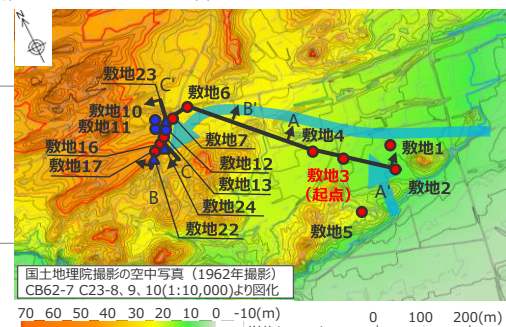 N
敷地23
C'
敷地6
敷地10
B'
A
敷地11
敷地4
敷地1
敷地16
敷地7
敷地3
(起点)
敷地17
敷地12
A'
敷地2
C
敷地13
B
敷地24
敷地5
敷地22
国土地理院撮影の空中写真(1962年撮影)
CB62-7 C23-8、9、10(1:10,000)より図化
70 60 50 40 30 20 10 0 -10(m)
0 100 200(m)